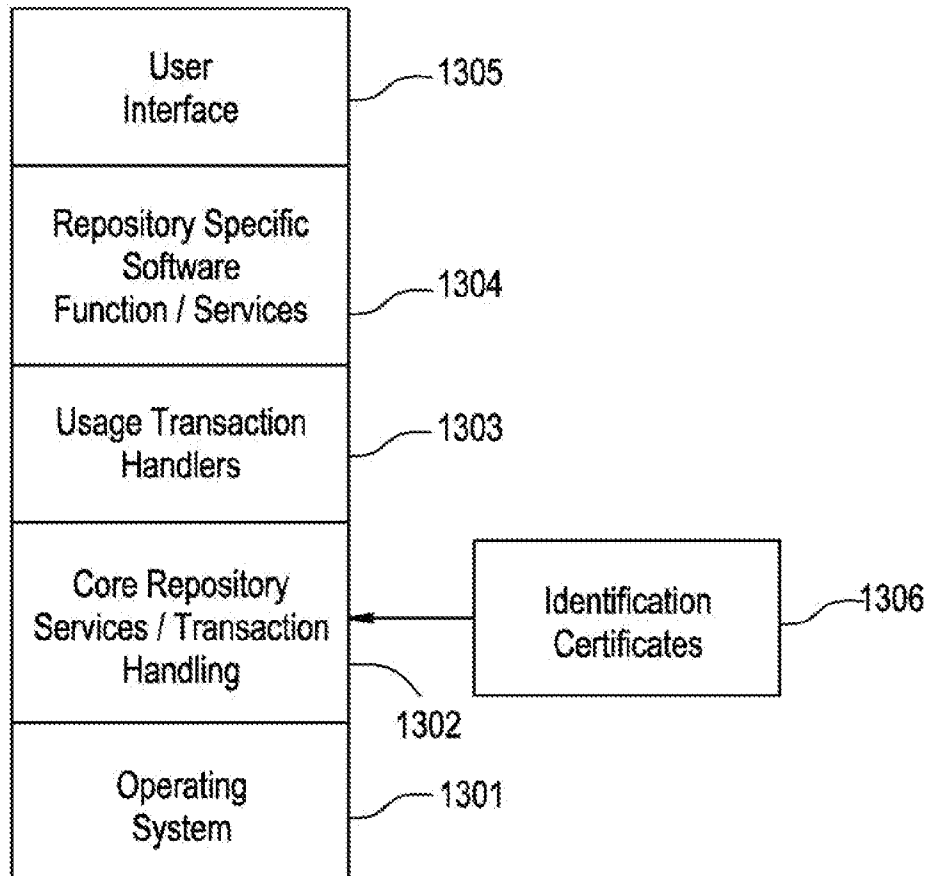 User
Interface
1305
Repository Specific
Software
Function / Services
1304
Usage Transaction
Handlers
1303
Core Repository
Services / Transaction
Handling
1302
Identification
Certificates
1306
Operating
System
1301